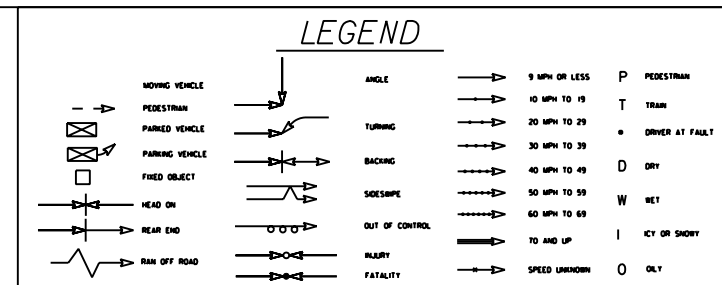 LEGEND
MOVING VEHICLE
PEDESTRIAN
PARKED VEHICLE
PARKING VEHICLE
FIXED OBJECT
HEAD ON
REAR END
RAN OFF ROAD
ANGLE
TURNING
BACKING
SIDESWIPE
OUT OF CONTROL
INJURY
FATALITY
9 MPH OR LESS
10 MPH TO 19
20 MPH TO 29
30 MPH TO 39
40 MPH TO 49
50 MPH TO 59
60 MPH TO 69
70 AND UP
SPEED UNKNOWN
P PEDESTRIAN
T TRAIN
DRIVER AT FAULT
D DRY
W WET
I ICY OR SNOWY
O OILY